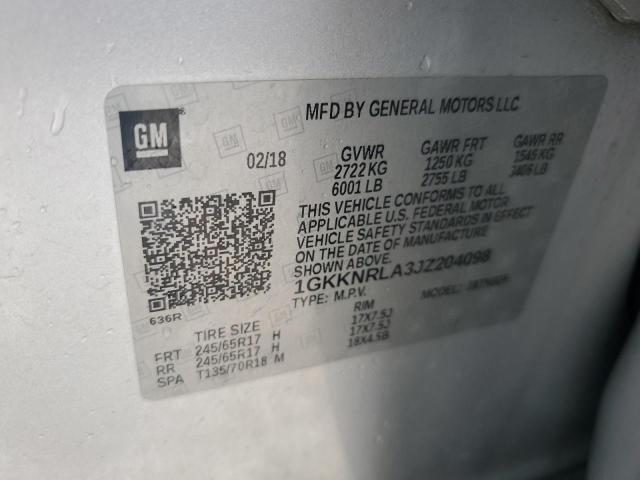 GM
MFD BY GENERAL MOTORS LLC
02/18 GVWR GAWR FRT GAWR RR
2722 KG 1250 KG 1545 KG
6001 LB 2755 LB 3406 LB
THIS VEHICLE CONFORMS TO ALL
APPLICABLE U.S. FEDERAL MOTOR
VEHICLE SAFETY STANDARDS IN EFFECT
ON THE DATE OF MANUFACTURE
SHOWN ABOVE.
1GKKNRLA3JZ204098
TYPE: M.P.V. MODEL:
636R
TIRE SIZE RIM
FRT 245/65R17 H 17X7.5J
RR 245/65R17 H 17X7.5J
SPA T135/70R18 M 18X4.5B